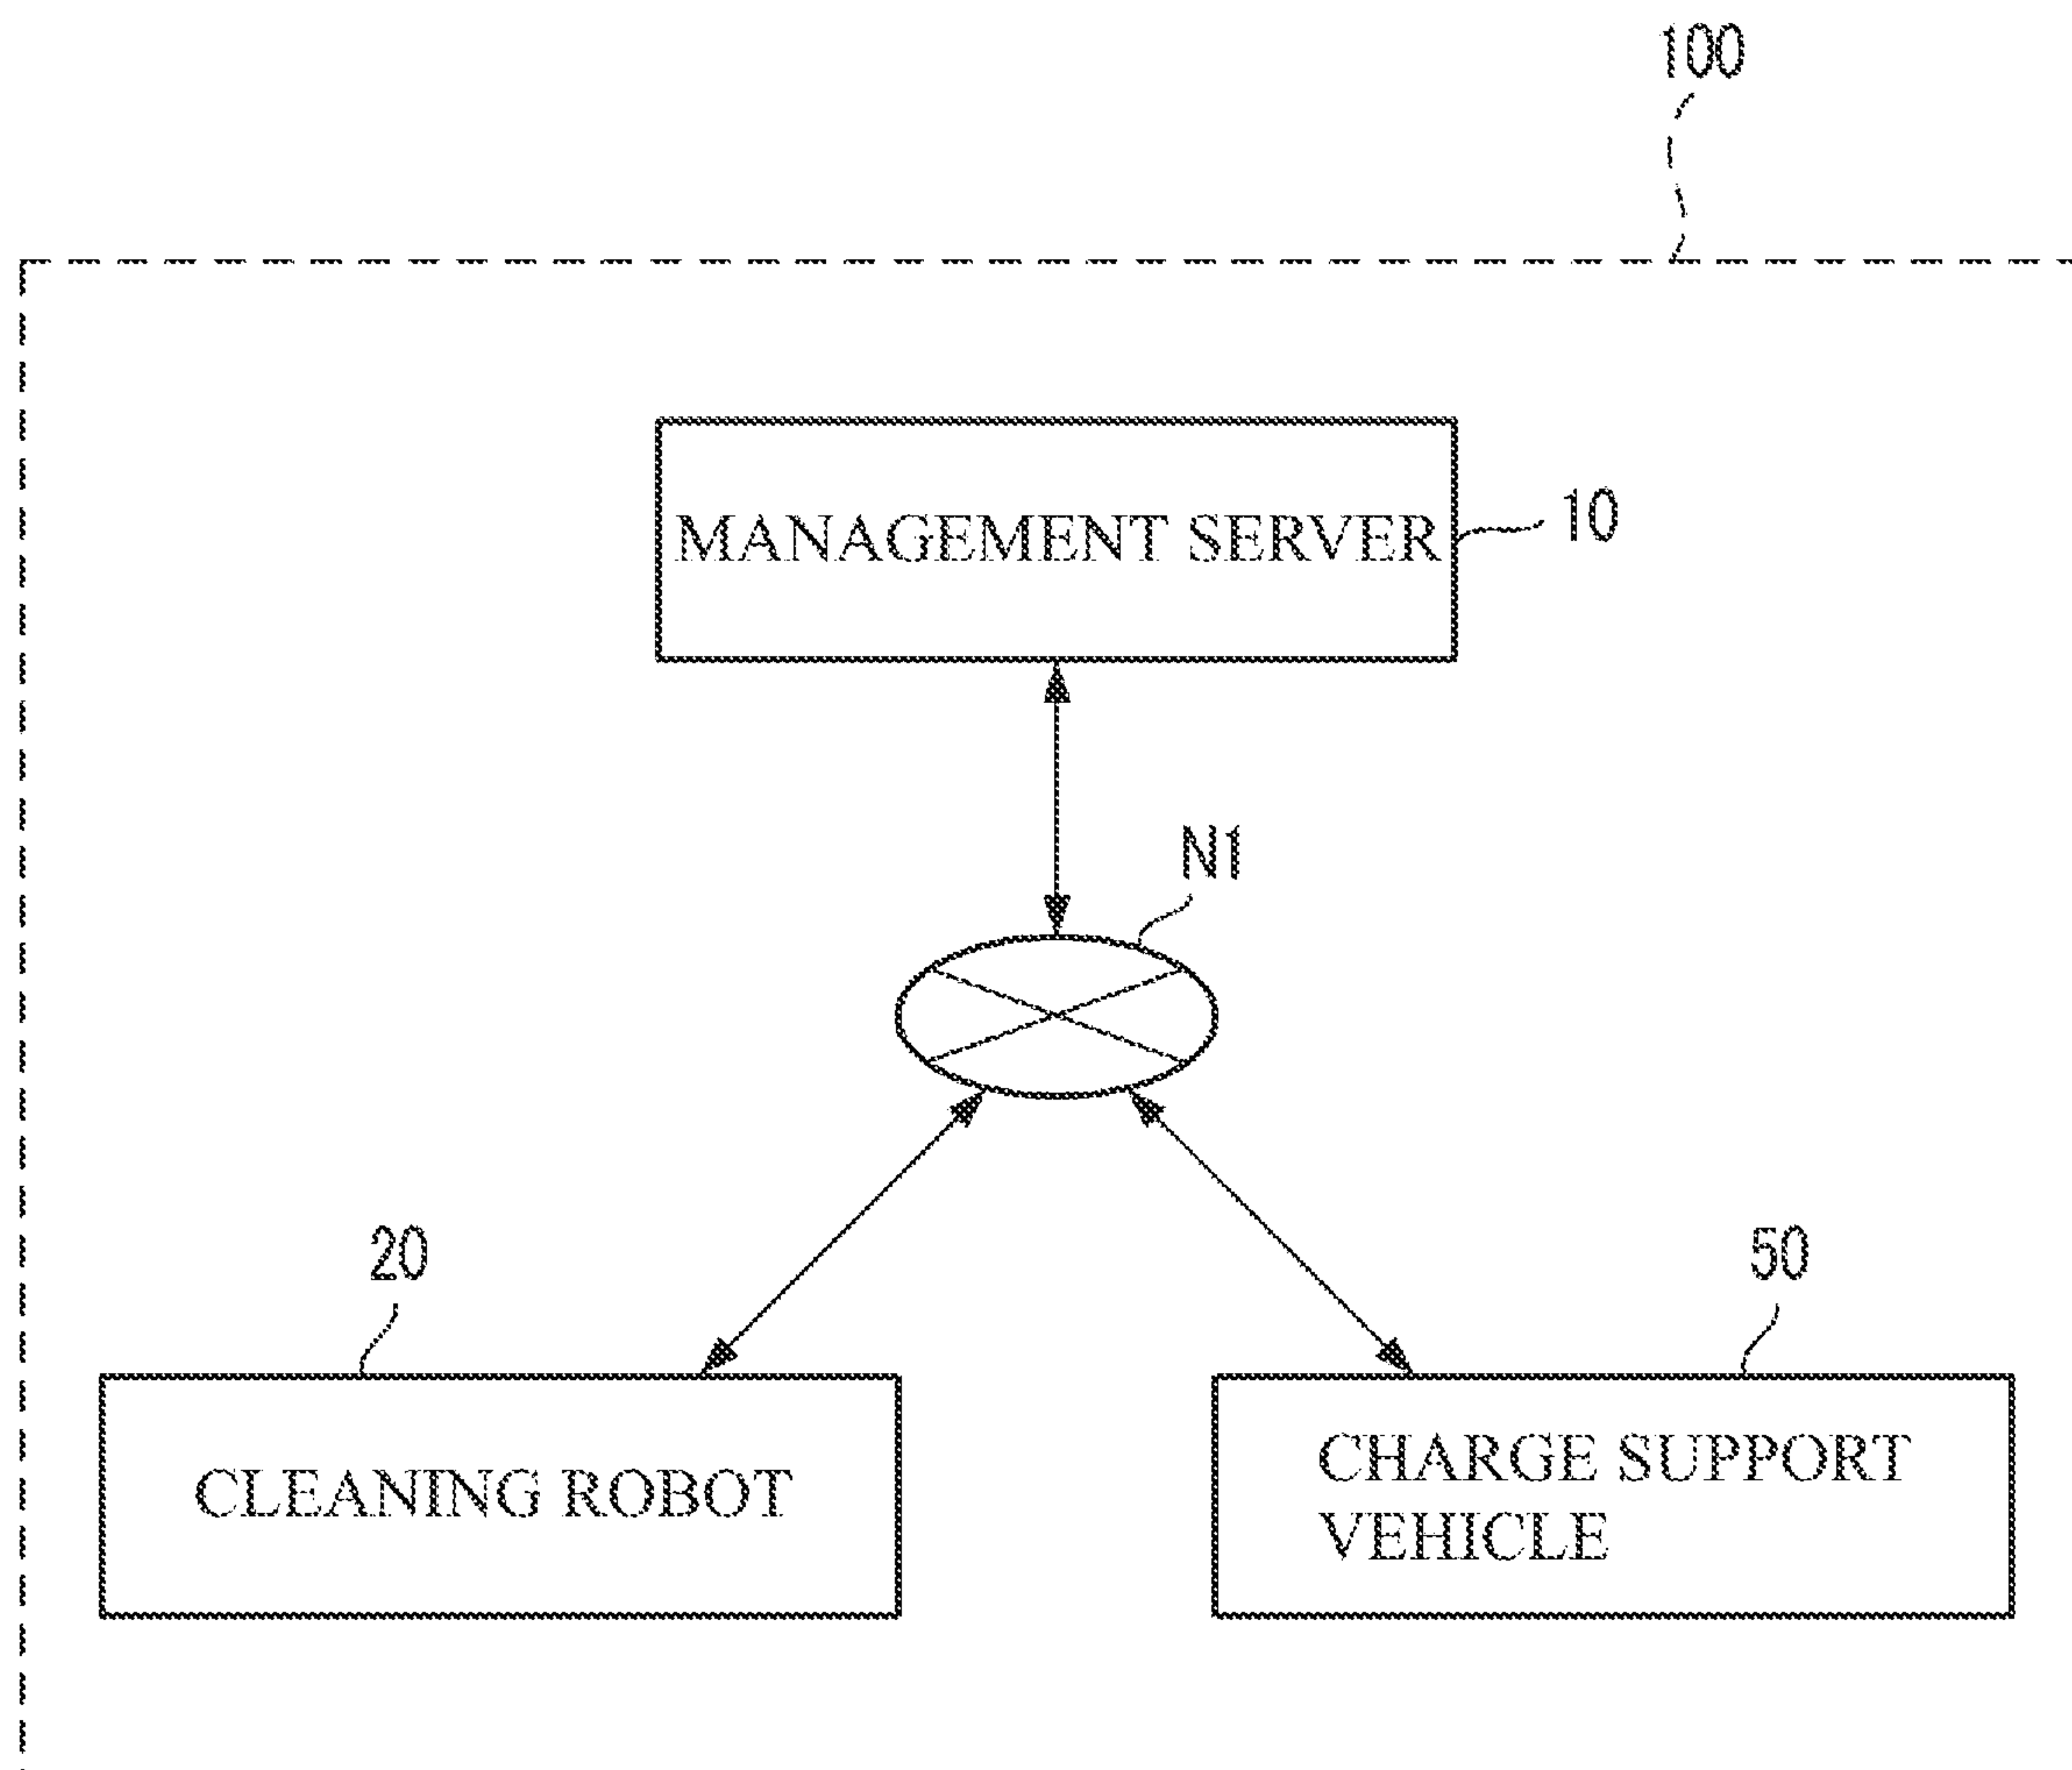 100
MANAGEMENT SERVER
10
N1
20
50
CLEANING ROBOT
CHARGE SUPPORT
VEHICLE